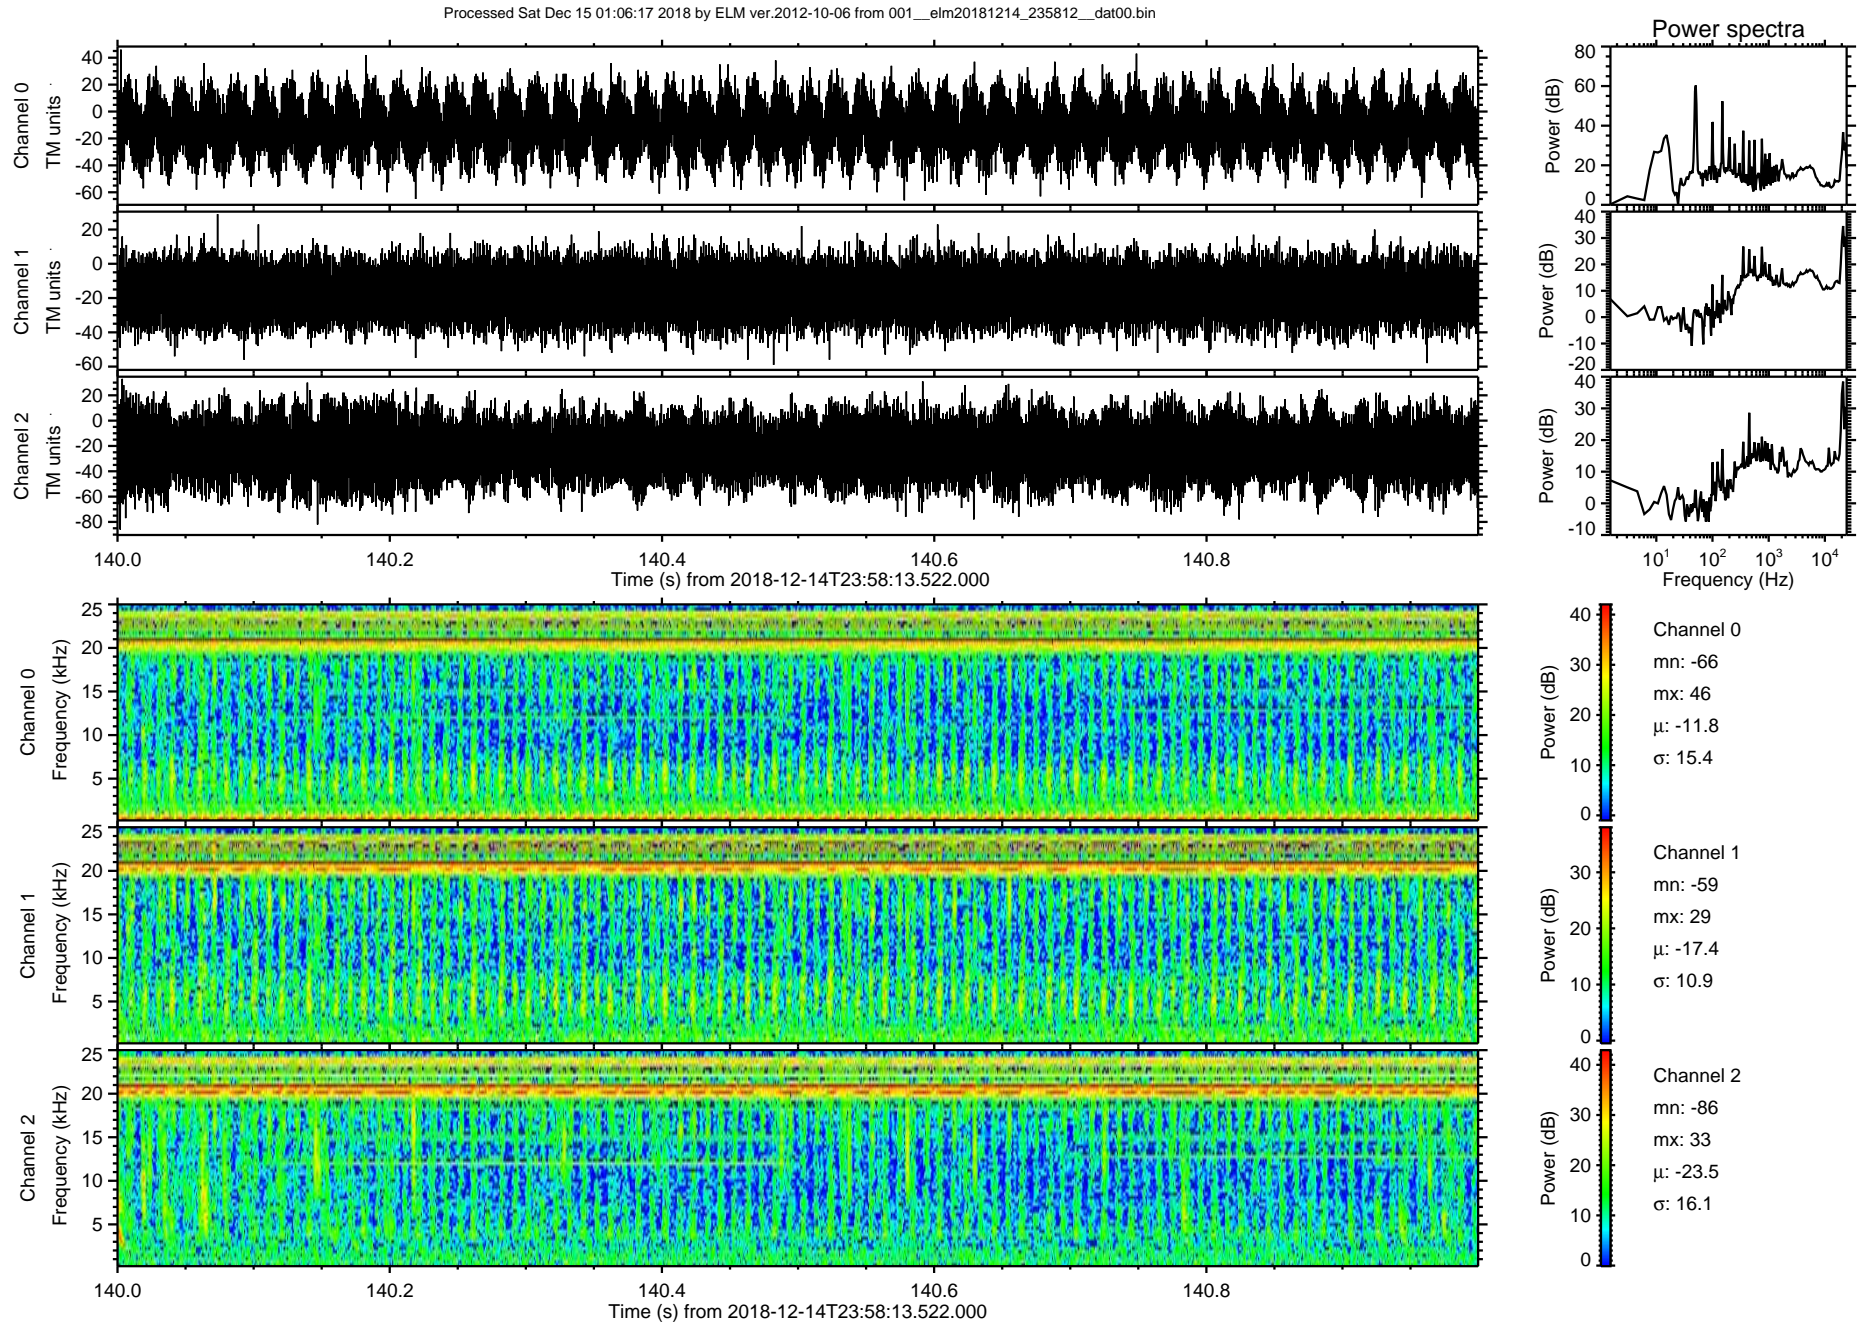 Processed Sat Dec 15 01:06:17 2018 by ELM ver.2012-10-06 from 001__elm20181214_235812__dat00.bin
Power spectra
Channel 0
TM units
40
20
0
-20
-40
-60
Power (dB)
80
60
40
20
0
Channel 1
TM units
20
0
-20
-40
-60
Power (dB)
40
30
20
10
0
-10
-20
Channel 2
TM units
20
0
-20
-40
-60
-80
Power (dB)
40
30
20
10
0
-10
140.0 140.2 140.4 140.6 140.8
Time (s) from 2018-12-14T23:58:13.522.000
10¹ 10² 10³ 10⁴
Frequency (Hz)
Channel 0
Frequency (kHz)
25
20
15
10
5
Power (dB)
40
30
20
10
0
Channel 0
mn: -66
mx: 46
μ: -11.8
σ: 15.4
Channel 1
Frequency (kHz)
25
20
15
10
5
Power (dB)
30
20
10
0
Channel 1
mn: -59
mx: 29
μ: -17.4
σ: 10.9
Channel 2
Frequency (kHz)
25
20
15
10
5
Power (dB)
40
30
20
10
0
Channel 2
mn: -86
mx: 33
μ: -23.5
σ: 16.1
140.0 140.2 140.4 140.6 140.8
Time (s) from 2018-12-14T23:58:13.522.000